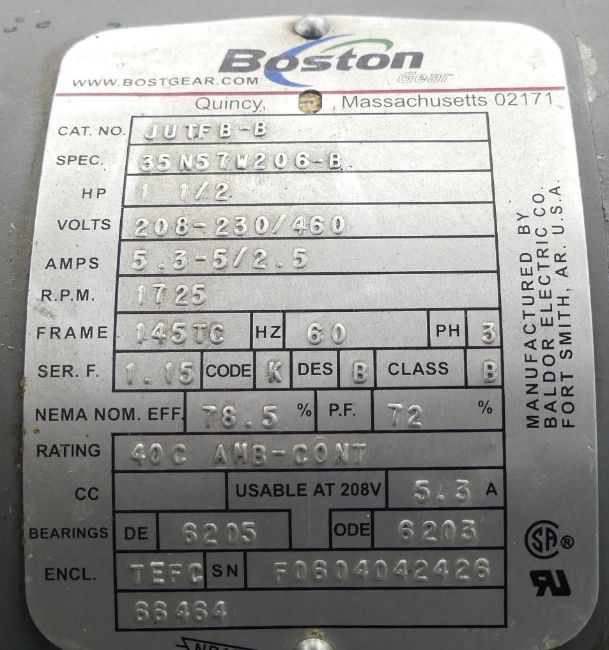 Boston
Gear
WWW.BOSTGEAR.COM
Quincy, Massachusetts 02171
CAT. NO. JUTFB-B
SPEC. 35N57W206-B
HP 1 1/2
VOLTS 208-230/460
AMPS 5.3-5/2.5
R.P.M. 1725
FRAME 145TC HZ 60 PH 3
SER. F. 1.15 CODE K DES B CLASS B
NEMA NOM. EFF. 78.5 % P.F. 72 %
RATING 40C AMB-CONT
CC USABLE AT 208V 5.3 A
BEARINGS DE 6205 ODE 6203
ENCL. TEFC SN F0604042426
66464
MANUFACTURED BY
BALDOR ELECTRIC CO.
FORT SMITH, AR. U.S.A.
SA ®